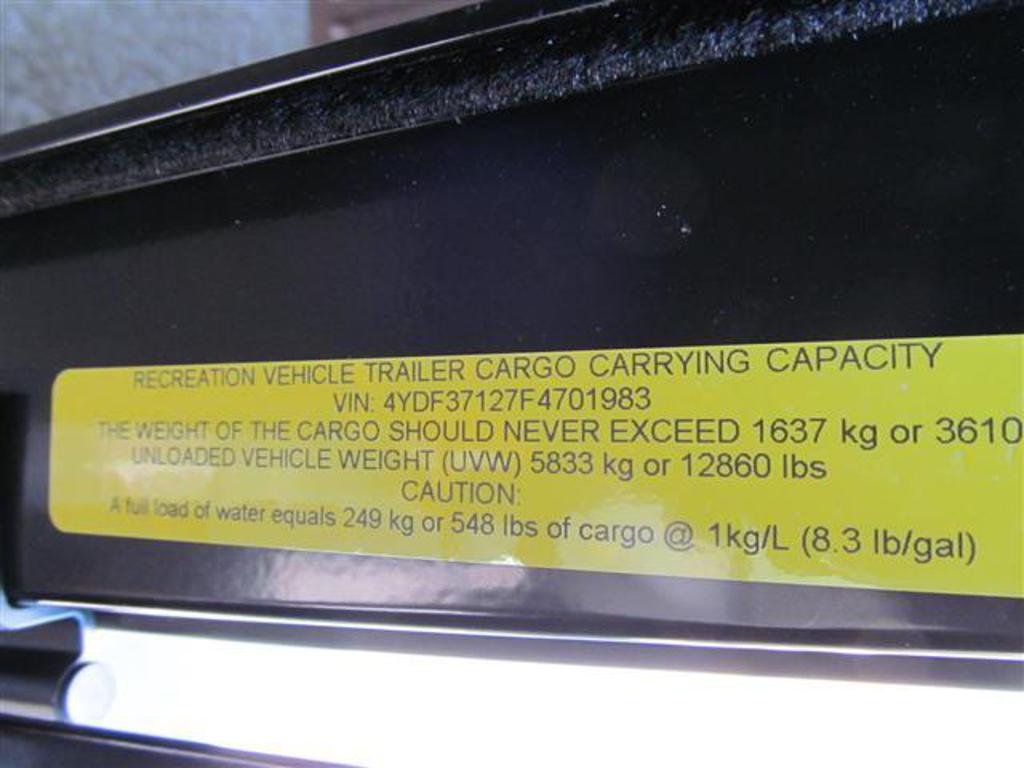 RECREATION VEHICLE TRAILER CARGO CARRYING CAPACITY
VIN: 4YDF37127F4701983
THE WEIGHT OF THE CARGO SHOULD NEVER EXCEED 1637 kg or 3610
UNLOADED VEHICLE WEIGHT (UVW) 5833 kg or 12860 lbs
CAUTION:
A full load of water equals 249 kg or 548 lbs of cargo @ 1kg/L (8.3 lb/gal)